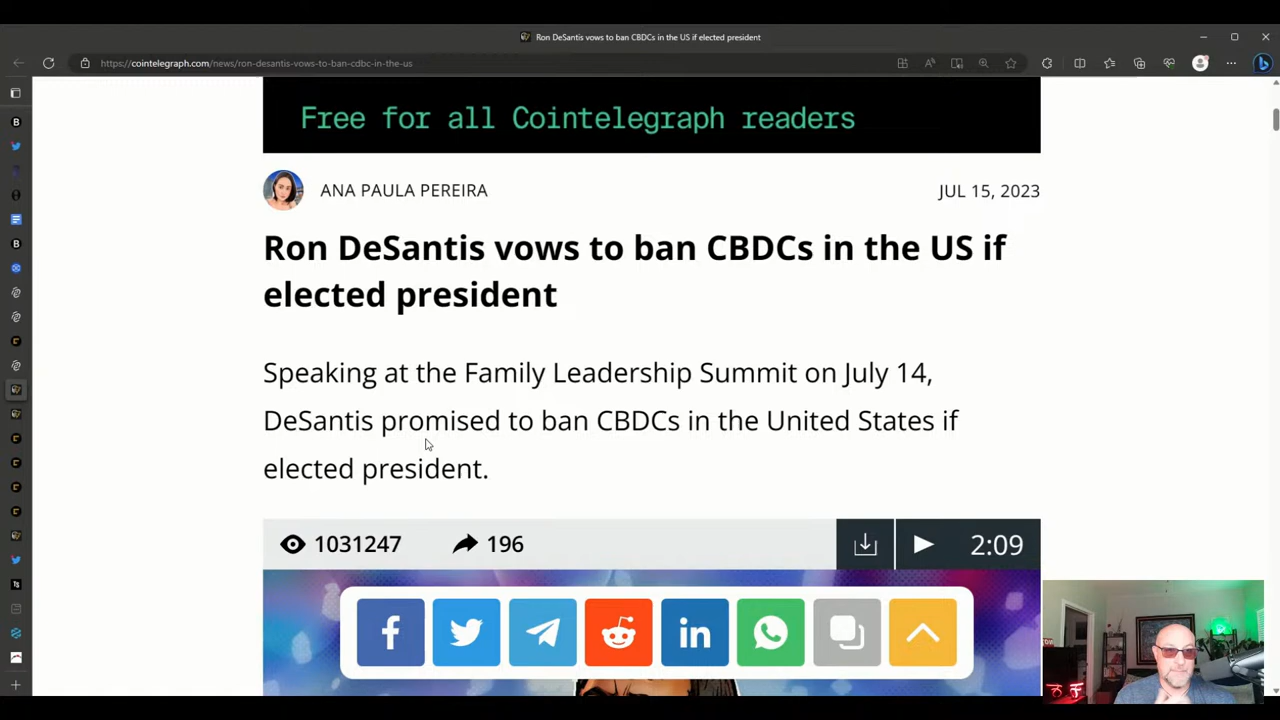 Ron DeSantis vows to ban CBDCs in the US if elected president
https://cointelegraph.com/news/ron-desantis-vows-to-ban-cdbc-in-the-us
Free for all Cointelegraph readers
ANA PAULA PEREIRA
JUL 15, 2023
Ron DeSantis vows to ban CBDCs in the US if
elected president
Speaking at the Family Leadership Summit on July 14,
DeSantis promised to ban CBDCs in the United States if
elected president.
1031247
196
2:09